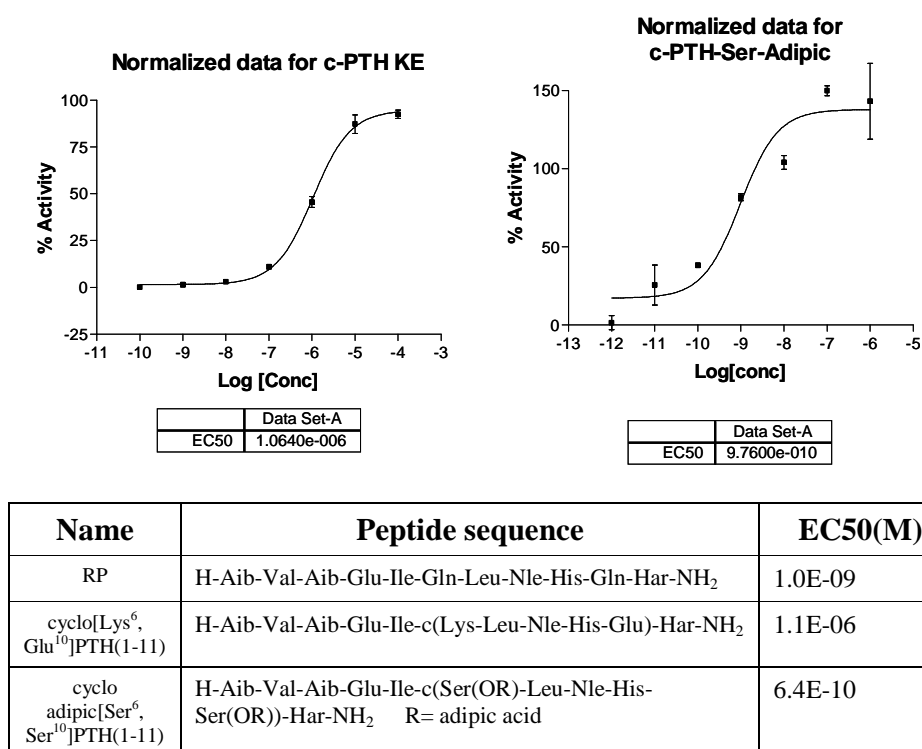 Normalized data for c-PTH KE
100
75
50
25
0
-25
% Activity
-11 -10 -9 -8 -7 -6 -5 -4 -3
Log [Conc]
Data Set-A
EC50 1.0640e-006
Normalized data for
c-PTH-Ser-Adipic
150
100
50
0
% Activity
-13 -12 -11 -10 -9 -8 -7 -6 -5
Log[conc]
Data Set-A
EC50 9.7600e-010
Name Peptide sequence EC50(M)
RP H-Aib-Val-Aib-Glu-Ile-Gln-Leu-Nle-His-Gln-Har-NH2 1.0E-09
cyclo[Lys6,
Glu10]PTH(1-11)
H-Aib-Val-Aib-Glu-Ile-c(Lys-Leu-Nle-His-Glu)-Har-NH2 1.1E-06
cyclo
adipic[Ser6,
Ser10]PTH(1-11)
H-Aib-Val-Aib-Glu-Ile-c(Ser(OR)-Leu-Nle-His-
Ser(OR))-Har-NH2 R= adipic acid
6.4E-10